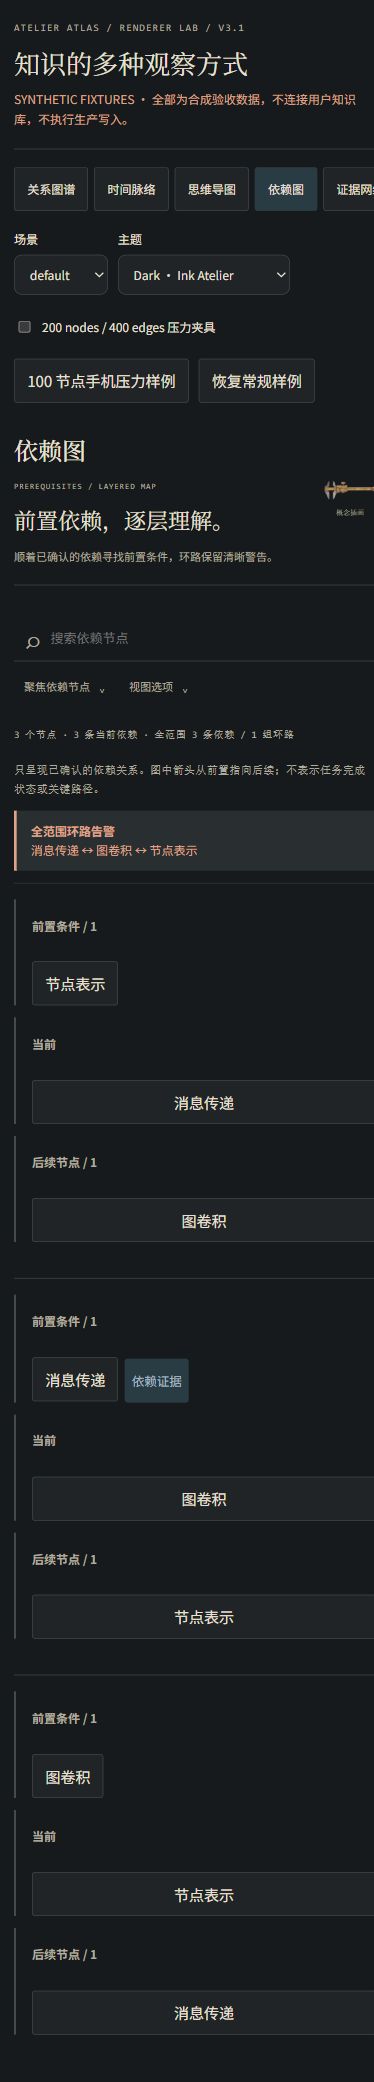 ATELIER ATLAS / RENDERER LAB / V3.1
知识的多种观察方式
SYNTHETIC FIXTURES · 全部为合成验收数据，不连接用户知识
库，不执行生产写入。
关系图谱 时间脉络 思维导图 依赖图 证据网
场景 主题
default Dark · Ink Atelier
200 nodes / 400 edges 压力夹具
100 节点手机压力样例 恢复常规样例
依赖图
PREREQUISITES / LAYERED MAP
概念插画
前置依赖，逐层理解。
顺着已确认的依赖寻找前置条件，环路保留清晰警告。
搜索依赖节点
聚焦依赖节点 视图选项
3 个节点 · 3 条当前依赖 · 全范围 3 条依赖 / 1 组环路
只呈现已确认的依赖关系。图中箭头从前置指向后续；不表示任务完成
状态或关键路径。
全范围环路告警
消息传递 ↔ 图卷积 ↔ 节点表示
前置条件 / 1
节点表示
当前
消息传递
后续节点 / 1
图卷积
前置条件 / 1
消息传递 依赖证据
当前
图卷积
后续节点 / 1
节点表示
前置条件 / 1
图卷积
当前
节点表示
后续节点 / 1
消息传递